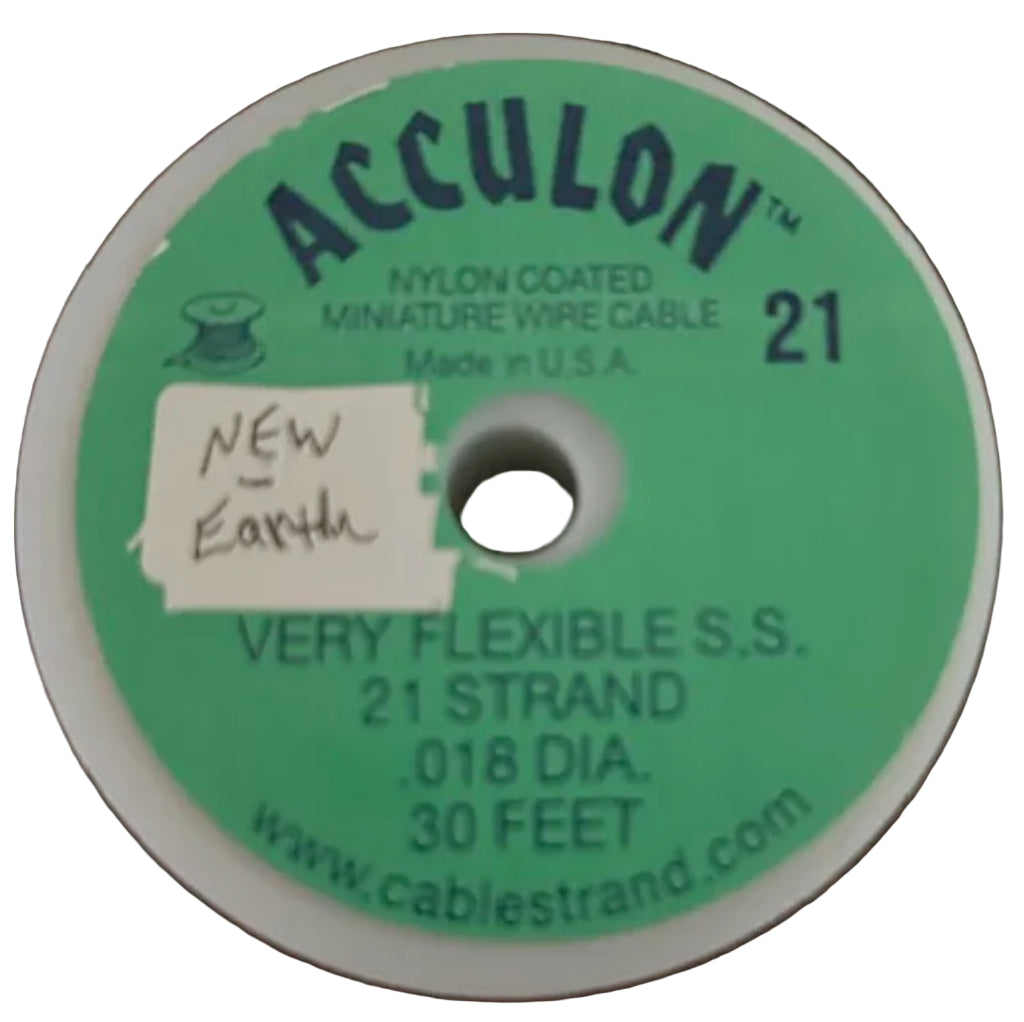 ACCULON™
NYLON COATED
MINIATURE WIRE CABLE
21
Made in U.S.A.
NEW
Earth
VERY FLEXIBLE S.S.
21 STRAND
.018 DIA.
30 FEET
www.cablestrand.com